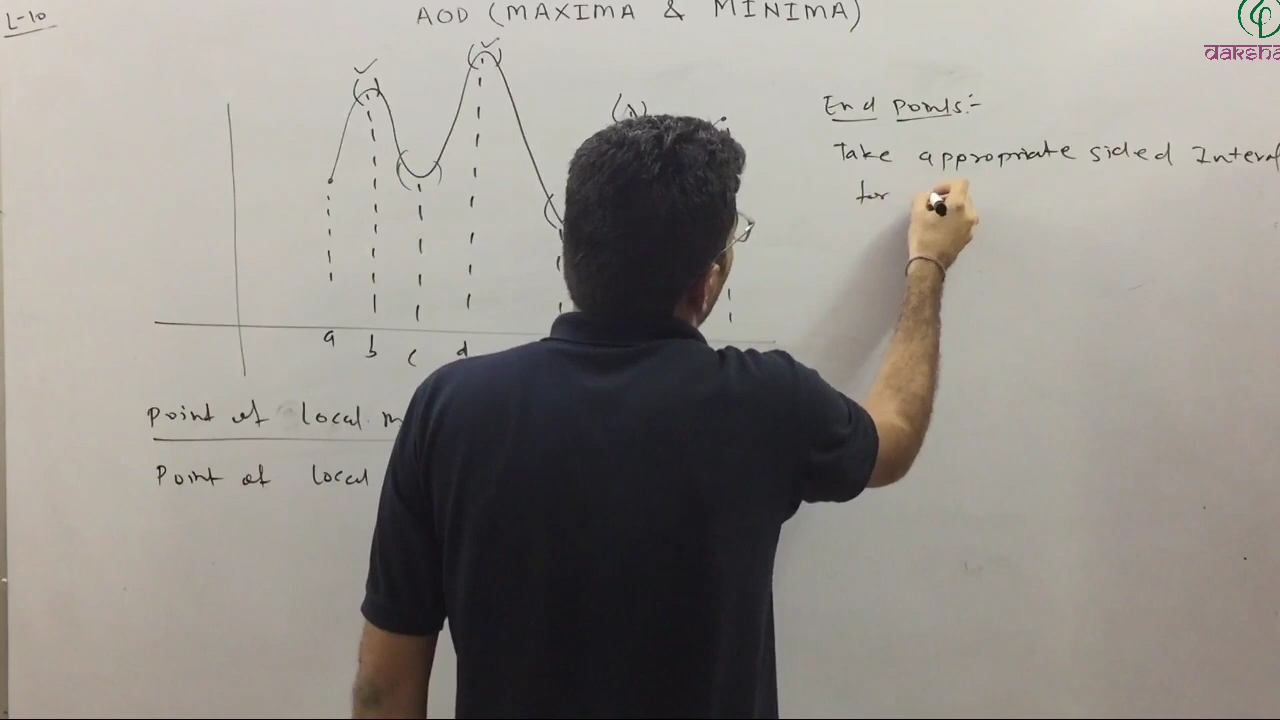 L-10
AOD (MAXIMA & MINIMA)
daksha
End Points:-
Take appropriate sided Interv
for
a b c d
Point of local m
Point of local